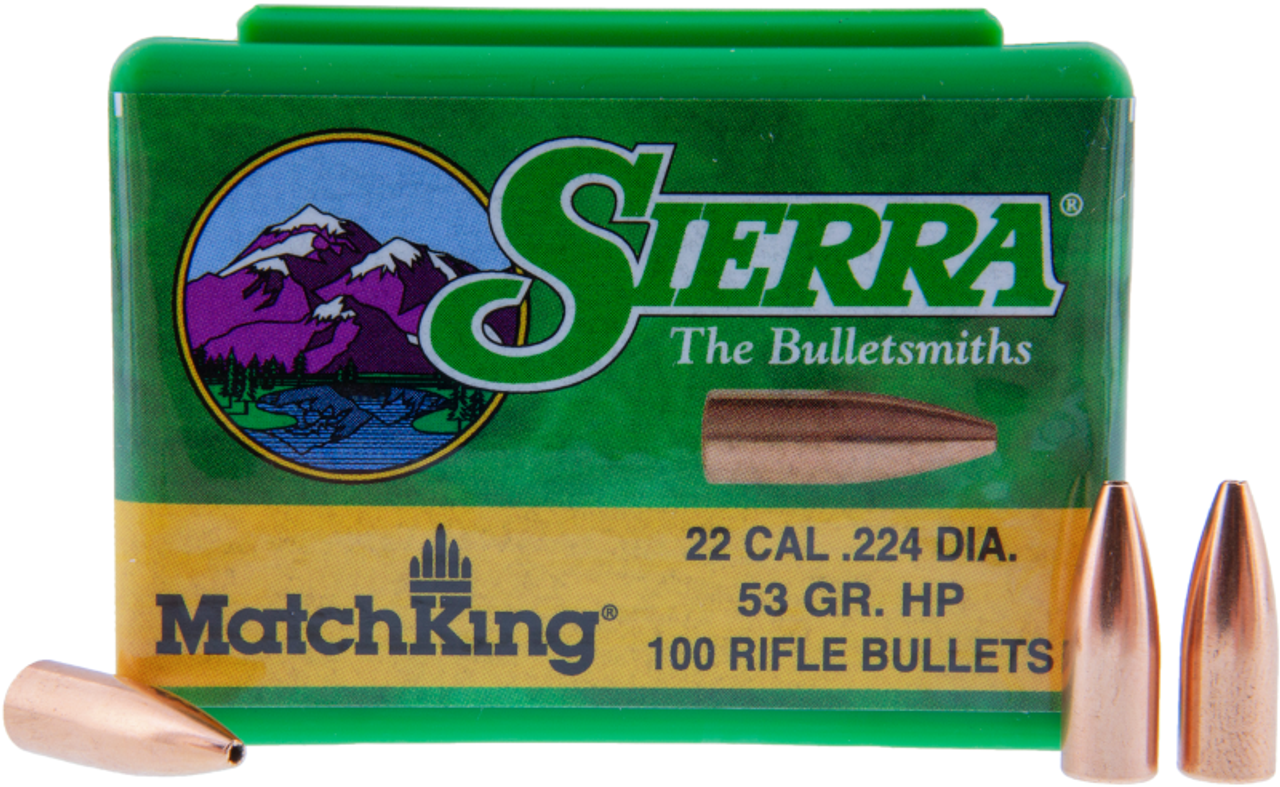 SIERRA®
The Bulletsmiths
MatchKing®
22 CAL .224 DIA.
53 GR. HP
100 RIFLE BULLETS